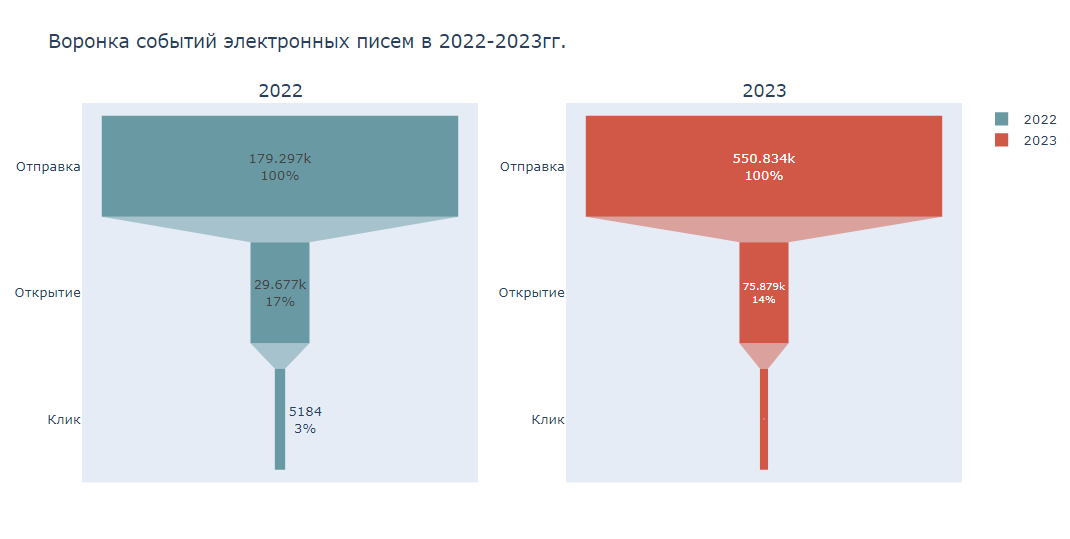 Воронка событий электронных писем в 2022-2023гг.
2022
Отправка
179.297k
100%
Открытие
29.677k
17%
Клик
5184
3%
2023
Отправка
550.834k
100%
Открытие
75.879k
14%
Клик
2022
2023